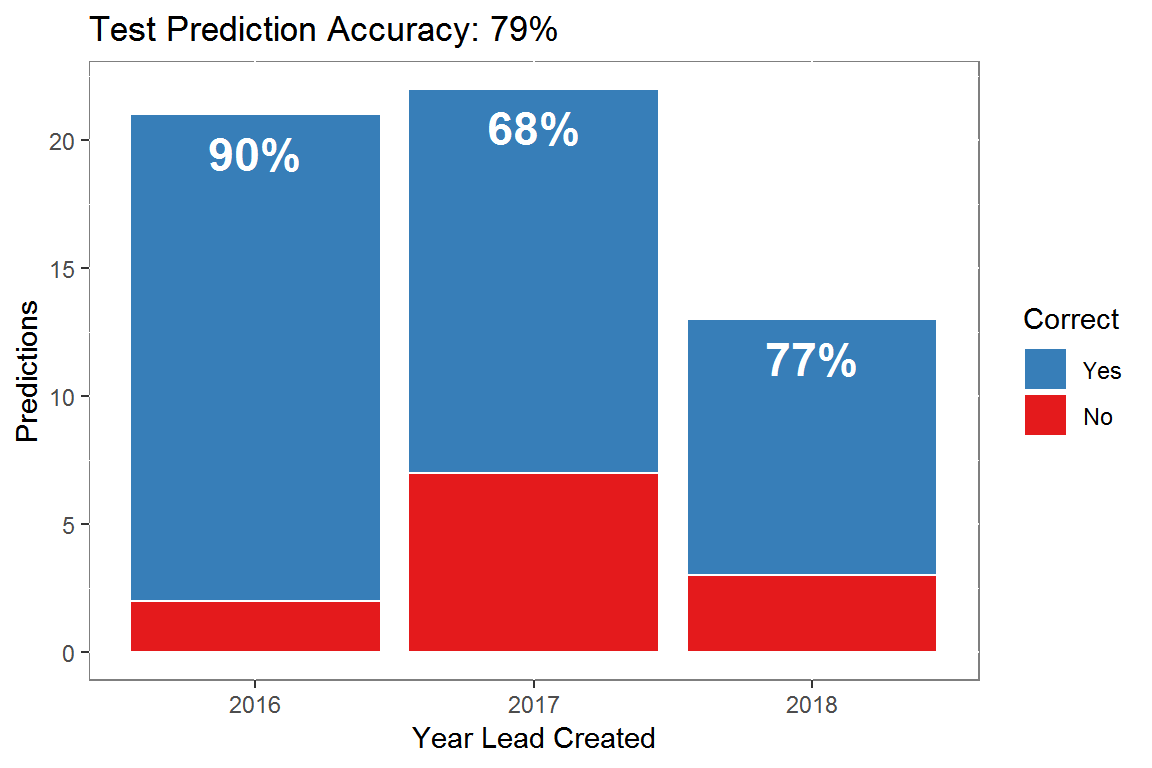 Test Prediction Accuracy: 79%
90%
68%
77%
20
15
10
5
0
Predictions
2016
2017
2018
Year Lead Created
Correct
Yes
No